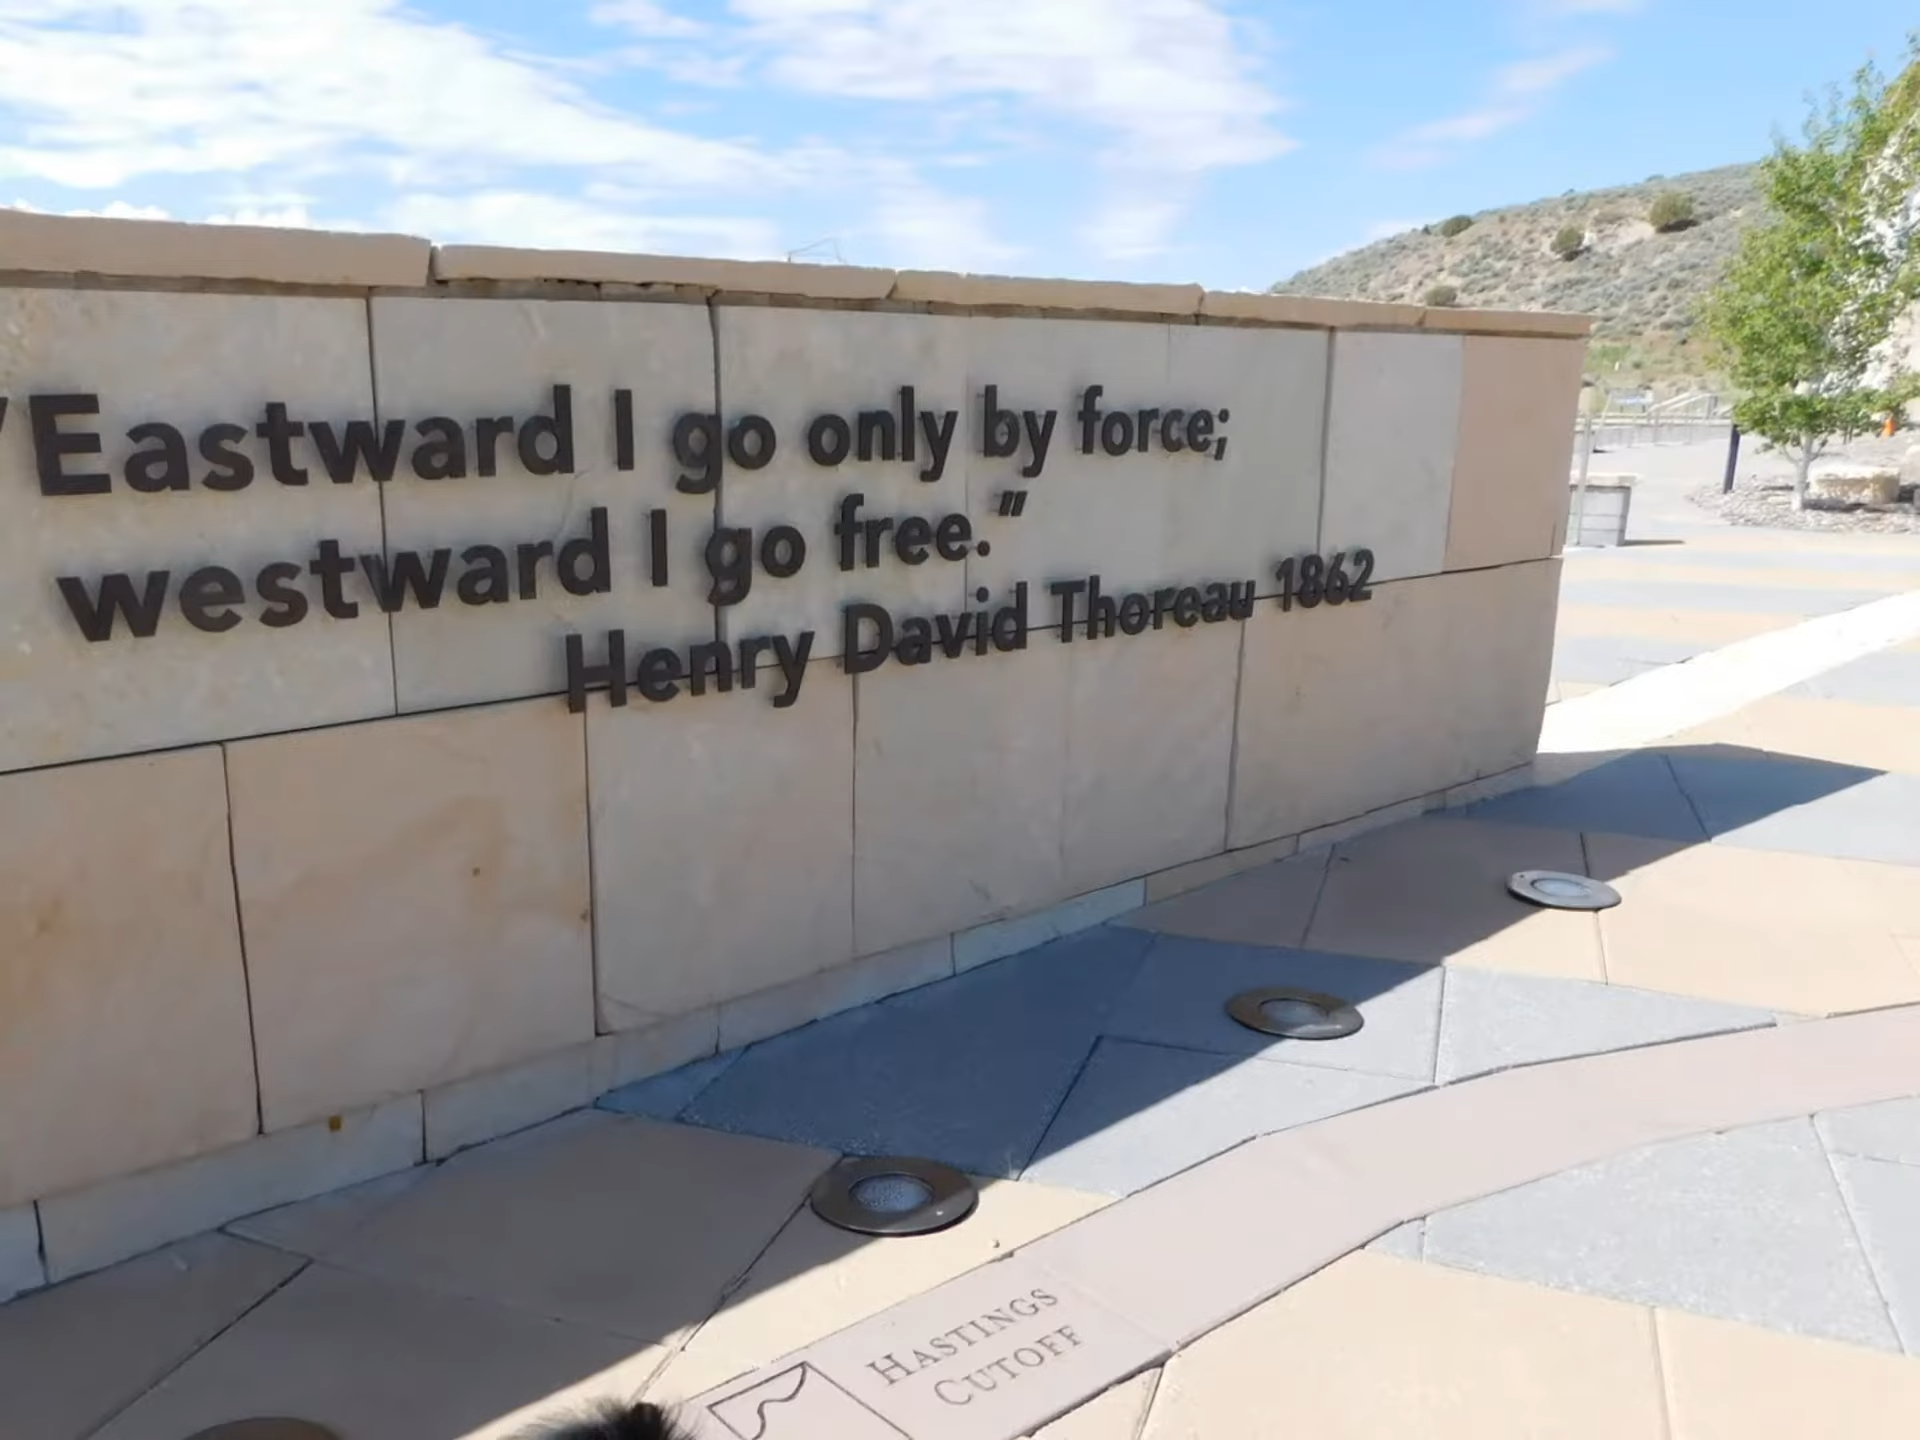 "Eastward I go only by force;
westward I go free."
Henry David Thoreau 1862
HASTINGS
CUTOFF